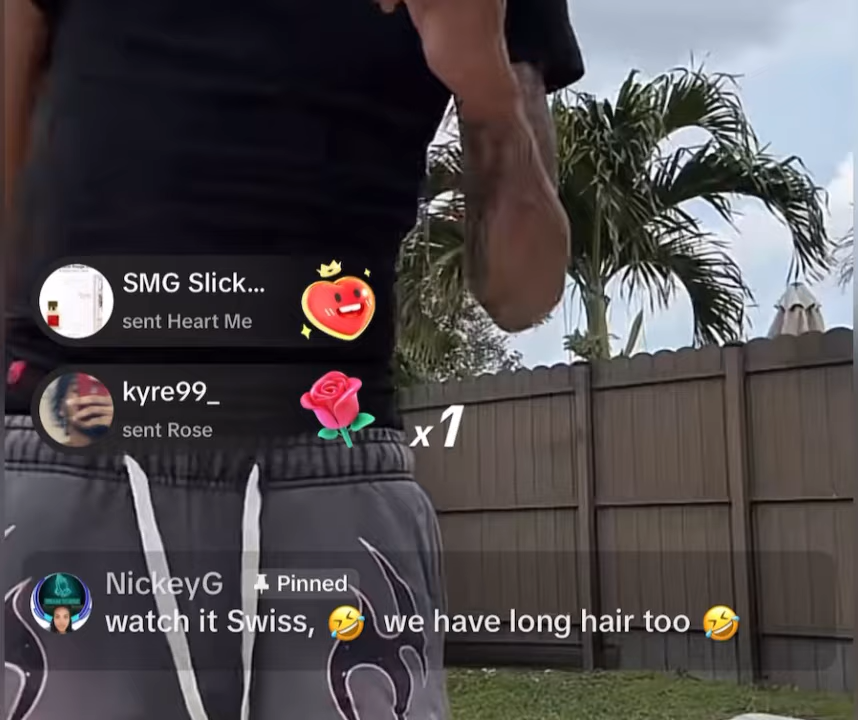 SMG Slick...
sent Heart Me
kyre99_
sent Rose
x1
NickeyG Pinned
watch it Swiss, 🤣 we have long hair too 🤣